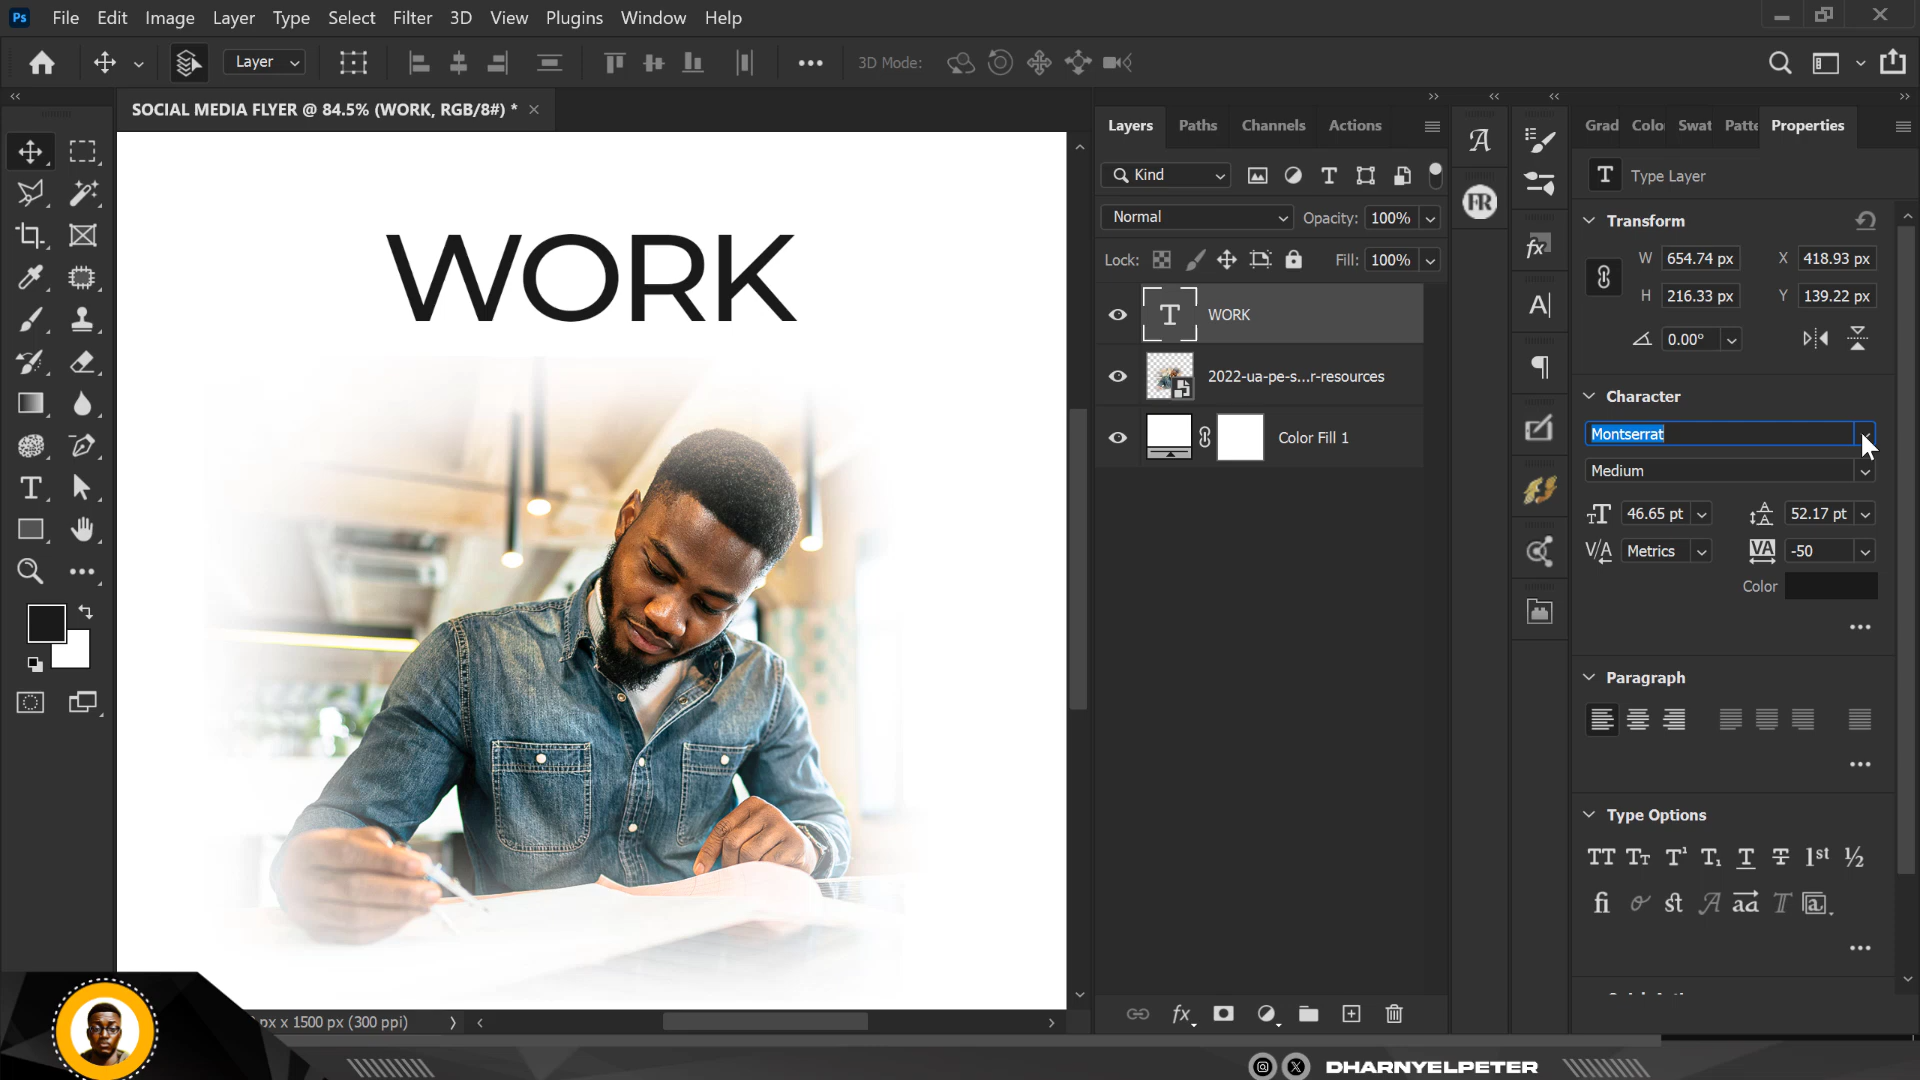 Ps File Edit Image Layer Type Select Filter 3D View Plugins Window Help
Layer 3D Mode:
SOCIAL MEDIA FLYER @ 84.5% (WORK, RGB/8#) *
WORK
px x 1500 px (300 ppi)
Layers Paths Channels Actions
Kind
Normal Opacity: 100%
Lock: Fill: 100%
T WORK
2022-ua-pe-s...r-resources
Color Fill 1
fx
FR
Grad Colo Swat Patte Properties
T Type Layer
Transform
W 654.74 px X 418.93 px
H 216.33 px Y 139.22 px
0.00°
Character
Montserrat
Medium
46.65 pt 52.17 pt
Metrics -50
Color
Paragraph
Type Options
DHARNYELPETER